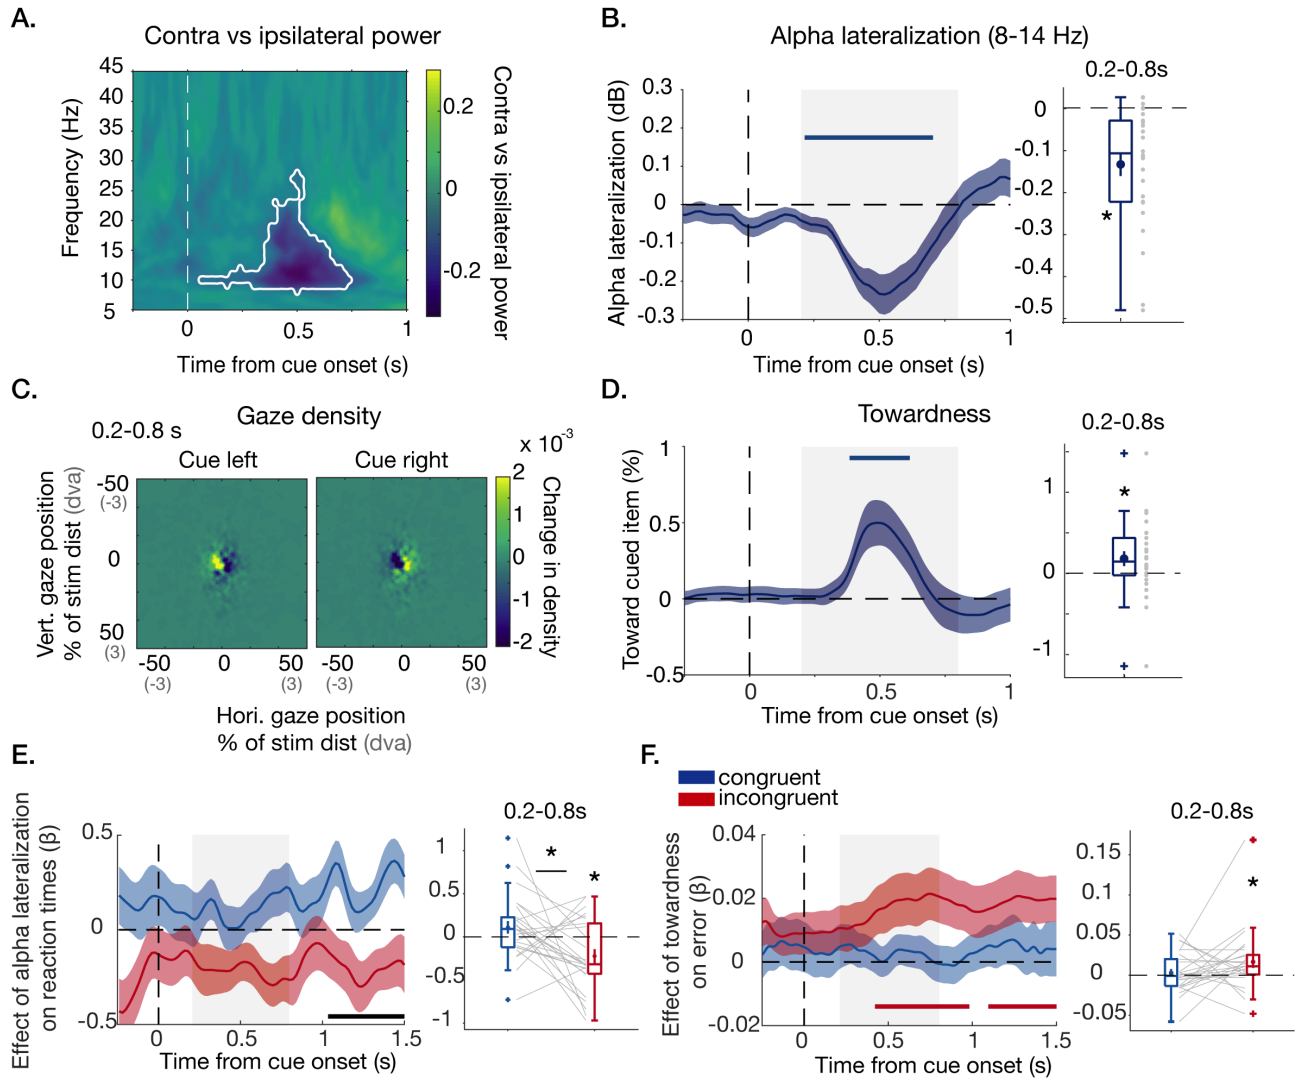 A.
Contra vs ipsilateral power
45
40
35
30
25
20
15
10
5
Frequency (Hz)
0
0.5
1
Time from cue onset (s)
0.2
0
-0.2
Contra vs ipsilateral power
B.
Alpha lateralization (8-14 Hz)
0.3
0.2
0.1
0
-0.1
-0.2
-0.3
Alpha lateralization (dB)
0
0.5
1
Time from cue onset (s)
0.2-0.8s
0
-0.1
-0.2
-0.3
-0.4
-0.5
*
C.
Gaze density
0.2-0.8 s
Cue left
Cue right
x 10-3
-50
(-3)
0
50
(3)
Vert. gaze position
% of stim dist (dva)
-50
0
50
(-3)
(3)
-50
0
50
(-3)
(3)
Hori. gaze position
% of stim dist (dva)
2
1
0
-1
-2
Change in
density
D.
Towardness
1
0.5
0
-0.5
Toward cued item (%)
0
0.5
1
Time from cue onset (s)
0.2-0.8s
1
0
-1
*
E.
Effect of alpha lateralization
on reaction times (β)
0.5
0
-0.5
0
0.5
1
1.5
Time from cue onset (s)
0.2-0.8s
1
0.5
0
-0.5
-1
*
*
F.
congruent
incongruent
Effect of towardness
on error (β)
0.04
0.02
0
-0.02
0
0.5
1
1.5
Time from cue onset (s)
0.2-0.8s
0.15
0.1
0.05
0
-0.05
*